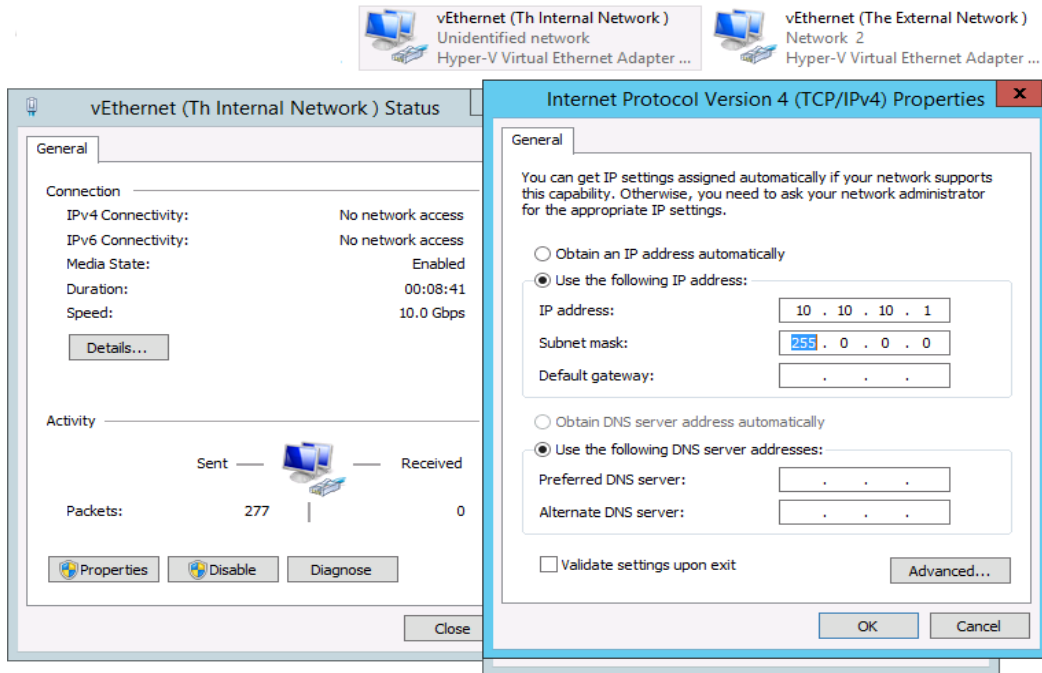 vEthernet (Th Internal Network )
Unidentified network
Hyper-V Virtual Ethernet Adapter ...
vEthernet (The External Network )
Network 2
Hyper-V Virtual Ethernet Adapter ...
vEthernet (Th Internal Network ) Status
General
Connection
IPv4 Connectivity: No network access
IPv6 Connectivity: No network access
Media State: Enabled
Duration: 00:08:41
Speed: 10.0 Gbps
Details...
Activity
Sent Received
Packets: 277 0
Properties Disable Diagnose
Close
Internet Protocol Version 4 (TCP/IPv4) Properties x
General
You can get IP settings assigned automatically if your network supports
this capability. Otherwise, you need to ask your network administrator
for the appropriate IP settings.
Obtain an IP address automatically
Use the following IP address:
IP address: 10 . 10 . 10 . 1
Subnet mask: 255 . 0 . 0 . 0
Default gateway: . . .
Obtain DNS server address automatically
Use the following DNS server addresses:
Preferred DNS server: . . .
Alternate DNS server: . . .
Validate settings upon exit
Advanced...
OK Cancel